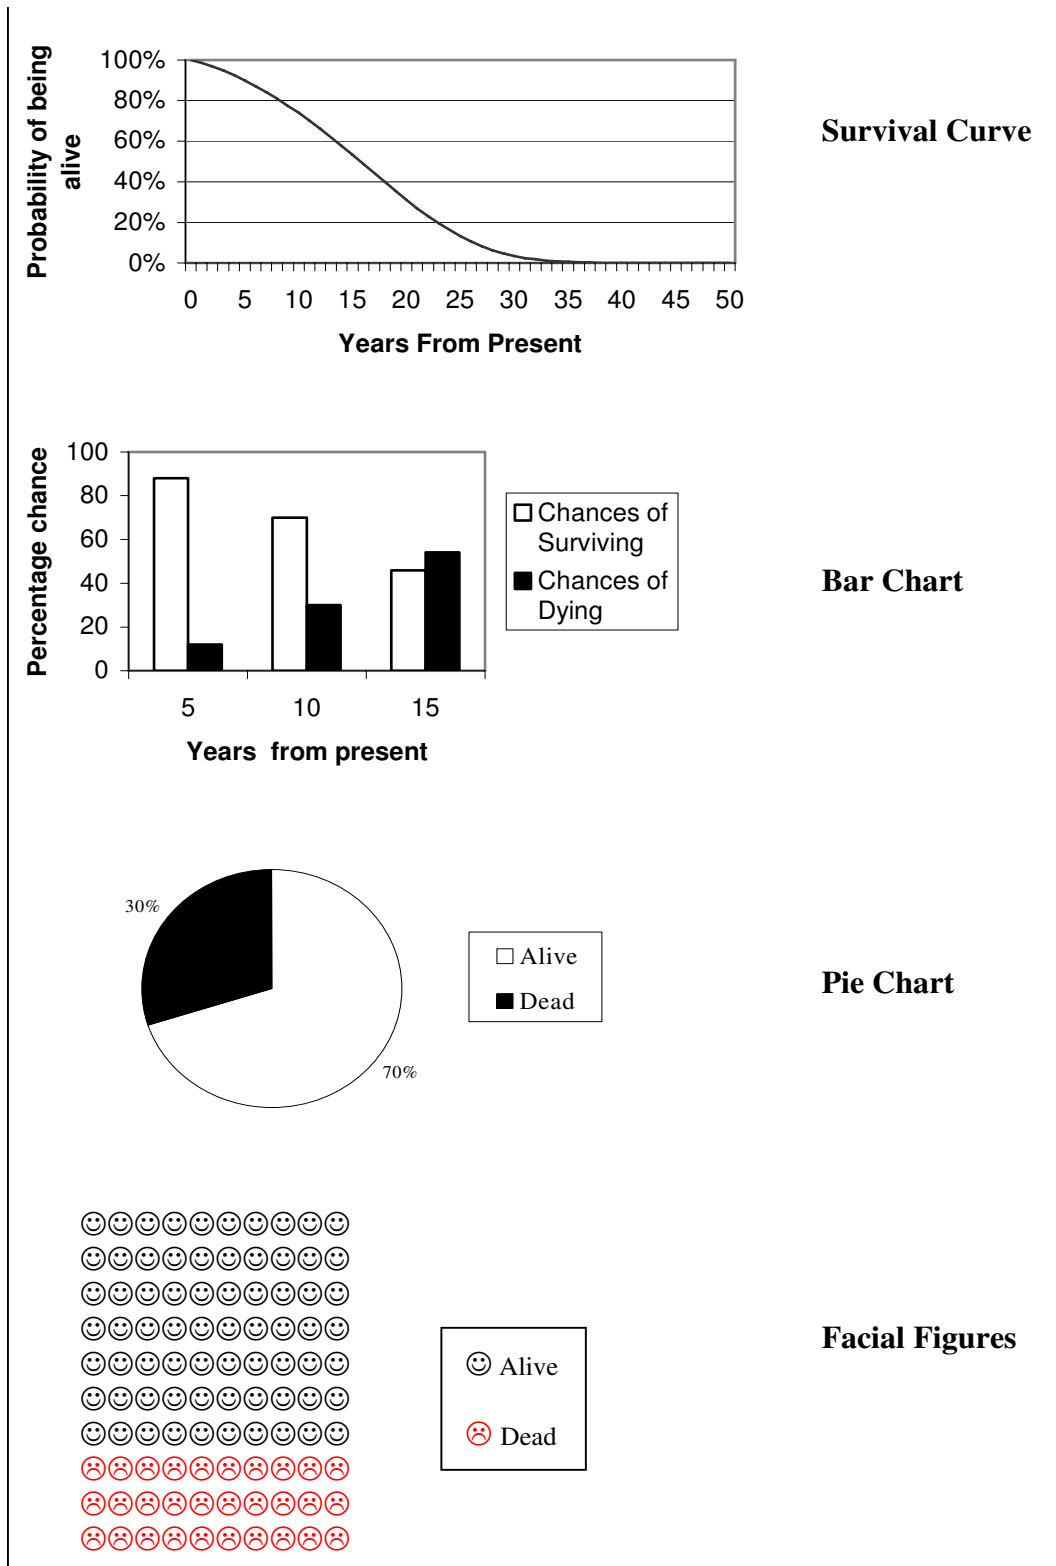 Probability of being
alive
100%
80%
60%
40%
20%
0%
0 5 10 15 20 25 30 35 40 45 50
Years From Present
Survival Curve
Percentage chance
100
80
60
40
20
0
5 10 15
Years from present
Chances of
Surviving
Chances of
Dying
Bar Chart
30%
70%
Alive
Dead
Pie Chart
Alive
Dead
Facial Figures